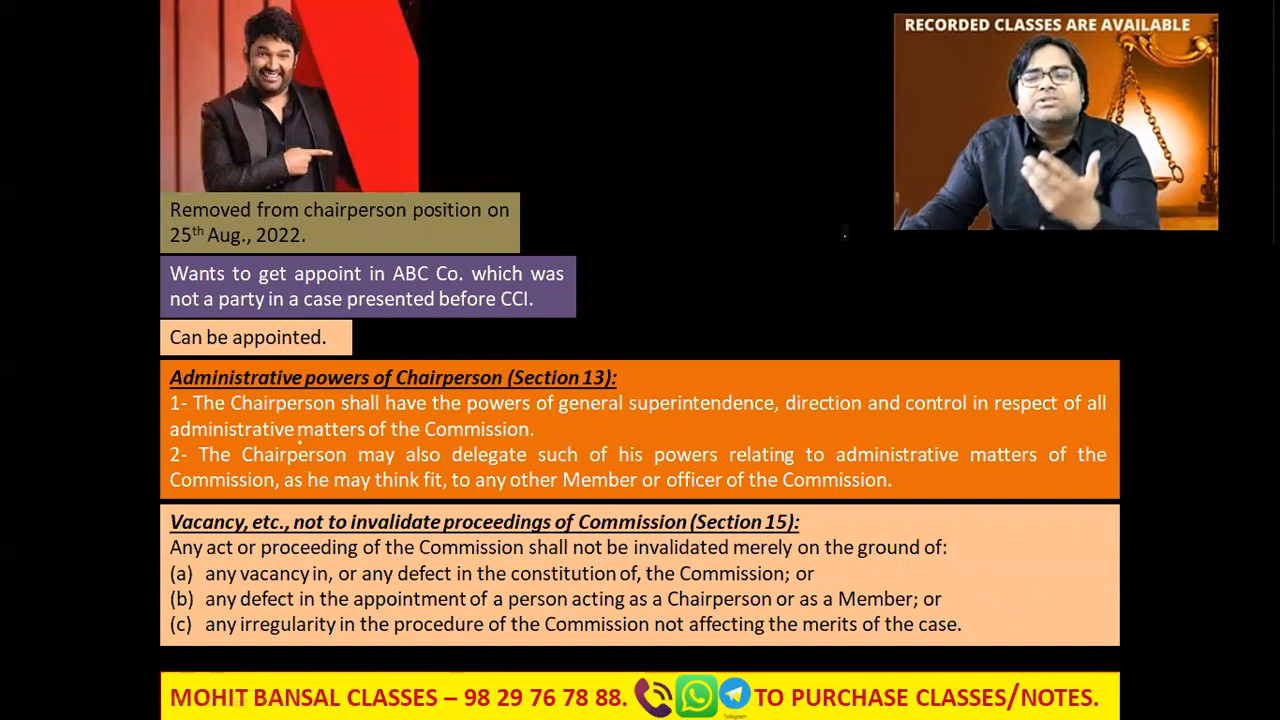 RECORDED CLASSES ARE AVAILABLE
Removed from chairperson position on
25th Aug., 2022.
Wants to get appoint in ABC Co. which was
not a party in a case presented before CCI.
Can be appointed.
Administrative powers of Chairperson (Section 13):
1- The Chairperson shall have the powers of general superintendence, direction and control in respect of all
administrative matters of the Commission.
2- The Chairperson may also delegate such of his powers relating to administrative matters of the
Commission, as he may think fit, to any other Member or officer of the Commission.
Vacancy, etc., not to invalidate proceedings of Commission (Section 15):
Any act or proceeding of the Commission shall not be invalidated merely on the ground of:
(a) any vacancy in, or any defect in the constitution of, the Commission; or
(b) any defect in the appointment of a person acting as a Chairperson or as a Member; or
(c) any irregularity in the procedure of the Commission not affecting the merits of the case.
MOHIT BANSAL CLASSES – 98 29 76 78 88. TO PURCHASE CLASSES/NOTES.
Telegram